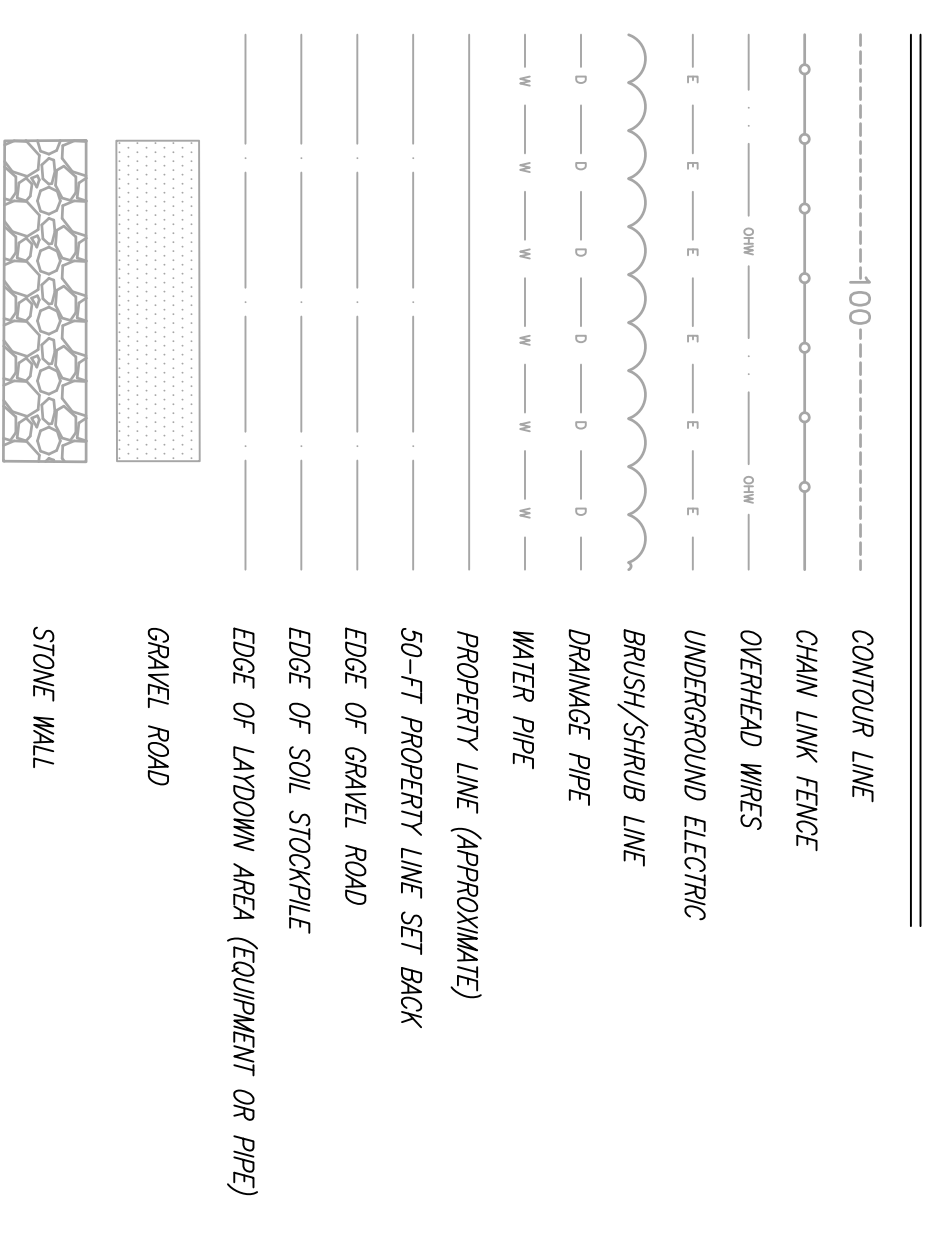 100 CONTOUR LINE
CHAIN LINK FENCE
OHW OHW OVERHEAD WIRES
E E E E E E UNDERGROUND ELECTRIC
BRUSH/SHRUB LINE
D D D D D D DRAINAGE PIPE
W W W W W W WATER PIPE
PROPERTY LINE (APPROXIMATE)
50-FT PROPERTY LINE SET BACK
EDGE OF GRAVEL ROAD
EDGE OF SOIL STOCKPILE
EDGE OF LAYDOWN AREA (EQUIPMENT OR PIPE)
GRAVEL ROAD
STONE WALL